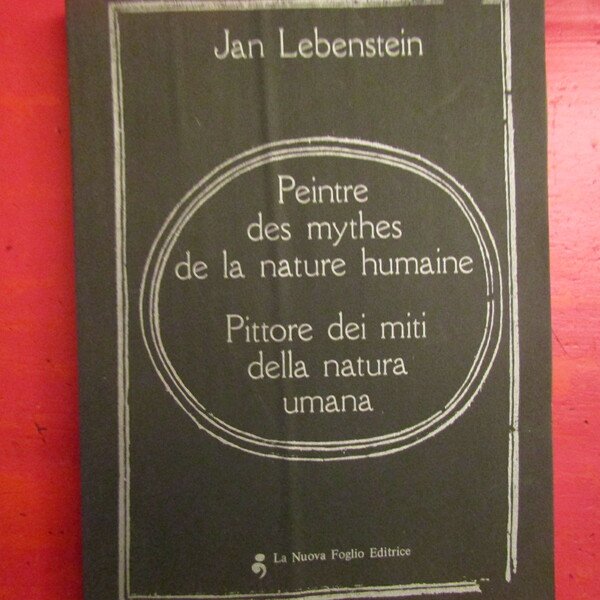 Jan Lebenstein
Peintre
des mythes
de la nature humaine
Pittore dei miti
della natura
umana
La Nuova Foglio Editrice